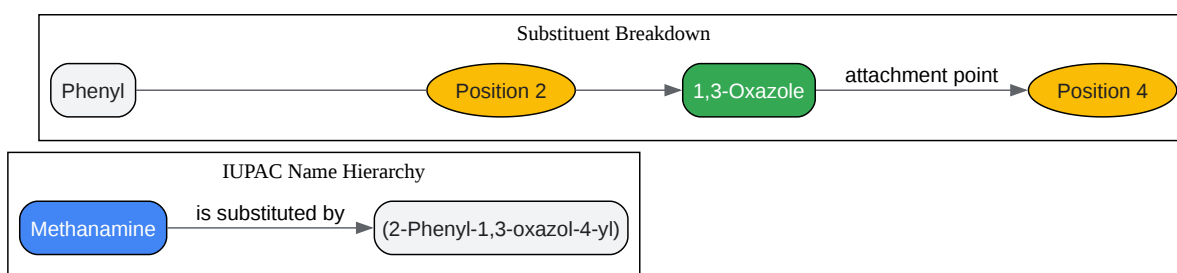 Substituent Breakdown
Phenyl
Position 2
1,3-Oxazole
attachment point
Position 4
IUPAC Name Hierarchy
Methanamine
is substituted by
(2-Phenyl-1,3-oxazol-4-yl)